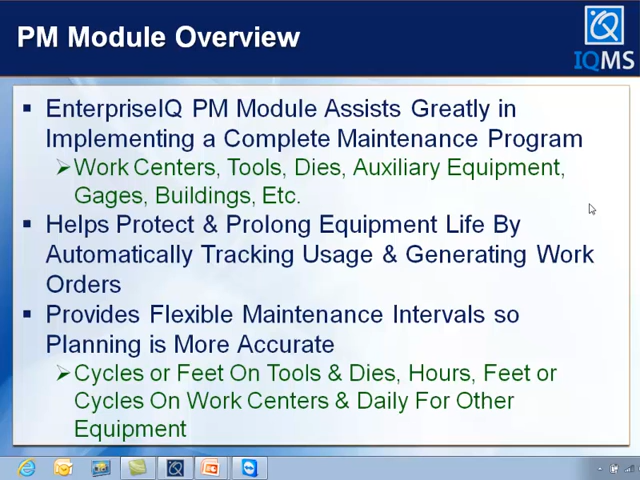 PM Module Overview
IQMS
EnterpriseIQ PM Module Assists Greatly in
Implementing a Complete Maintenance Program
Work Centers, Tools, Dies, Auxiliary Equipment,
Gages, Buildings, Etc.
Helps Protect & Prolong Equipment Life By
Automatically Tracking Usage & Generating Work
Orders
Provides Flexible Maintenance Intervals so
Planning is More Accurate
Cycles or Feet On Tools & Dies, Hours, Feet or
Cycles On Work Centers & Daily For Other
Equipment